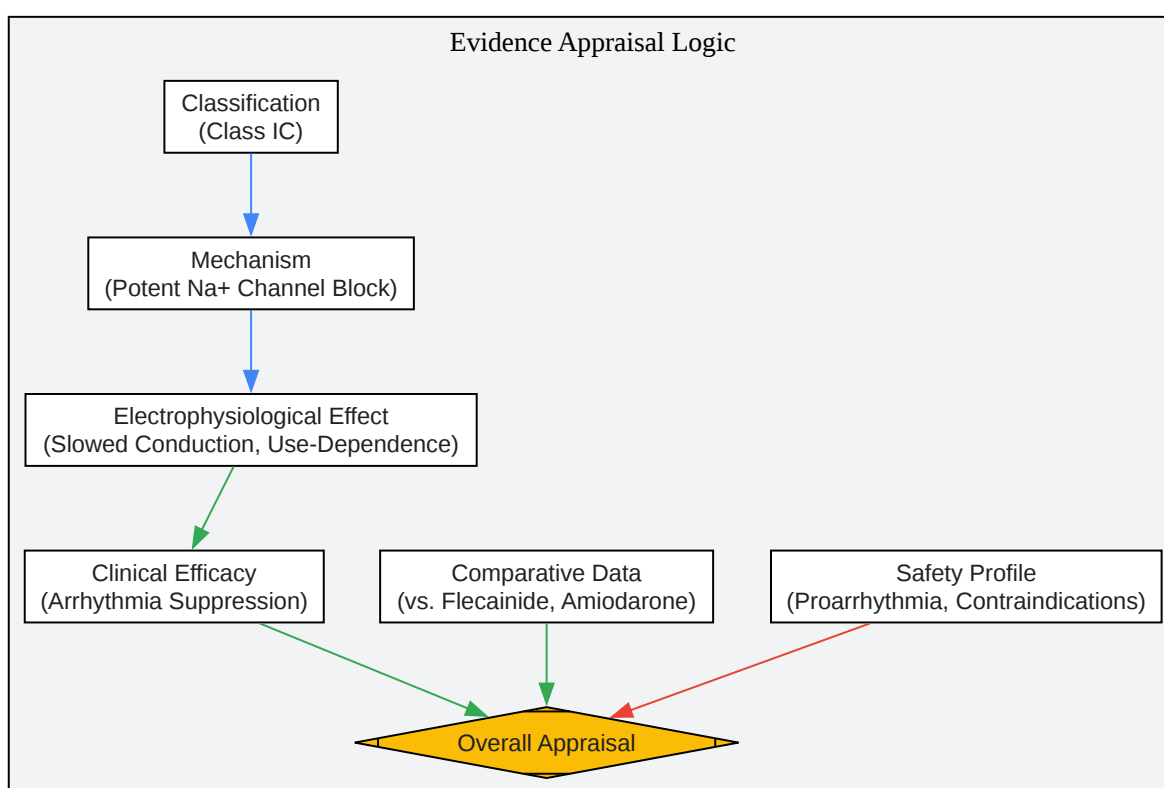 Evidence Appraisal Logic
Classification
(Class IC)
Mechanism
(Potent Na+ Channel Block)
Electrophysiological Effect
(Slowed Conduction, Use-Dependence)
Clinical Efficacy
(Arrhythmia Suppression)
Comparative Data
(vs. Flecainide, Amiodarone)
Safety Profile
(Proarrhythmia, Contraindications)
Overall Appraisal